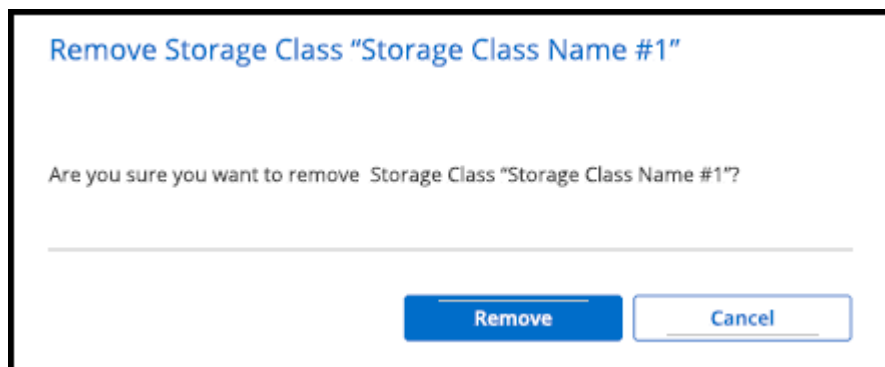 Remove Storage Class “Storage Class Name #1”
Are you sure you want to remove  Storage Class “Storage Class Name #1”?
Remove
Cancel